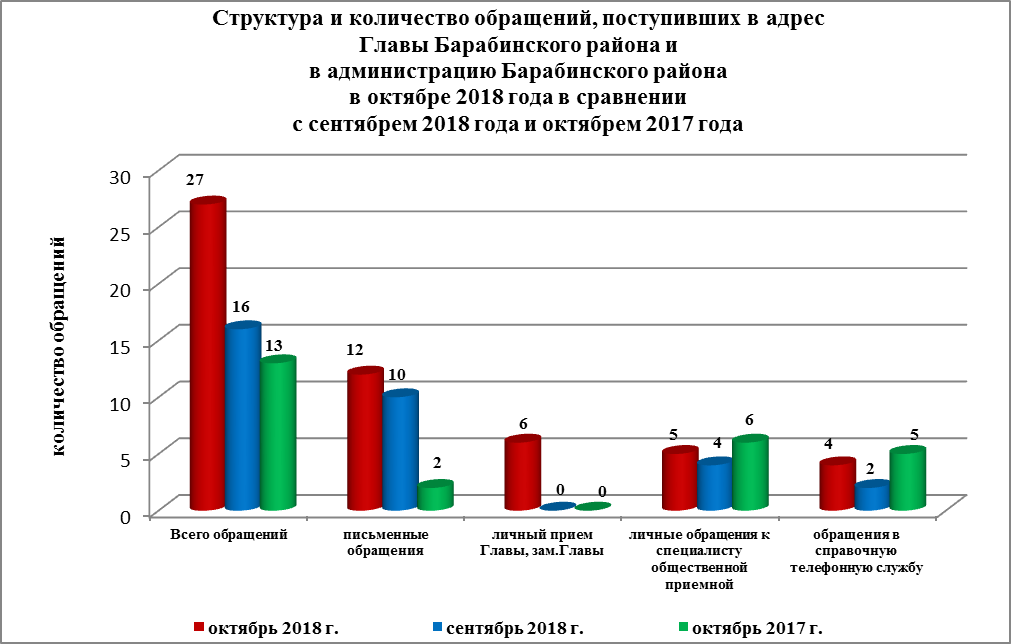 Структура и количество обращений, поступивших в адрес
Главы Барабинского района и
в администрацию Барабинского района
в октябре 2018 года в сравнении
с сентябрем 2018 года и октябрем 2017 года
количество обращений
30
25
20
15
10
5
0
27
16
13
12
10
2
6
0
0
5
4
6
4
2
5
Всего обращений
письменные
обращения
личный прием
Главы, зам.Главы
личные обращения к
специалисту
общественной
приемной
обращения в
справочную
телефонную службу
октябрь 2018 г.
сентябрь 2018 г.
октябрь 2017 г.